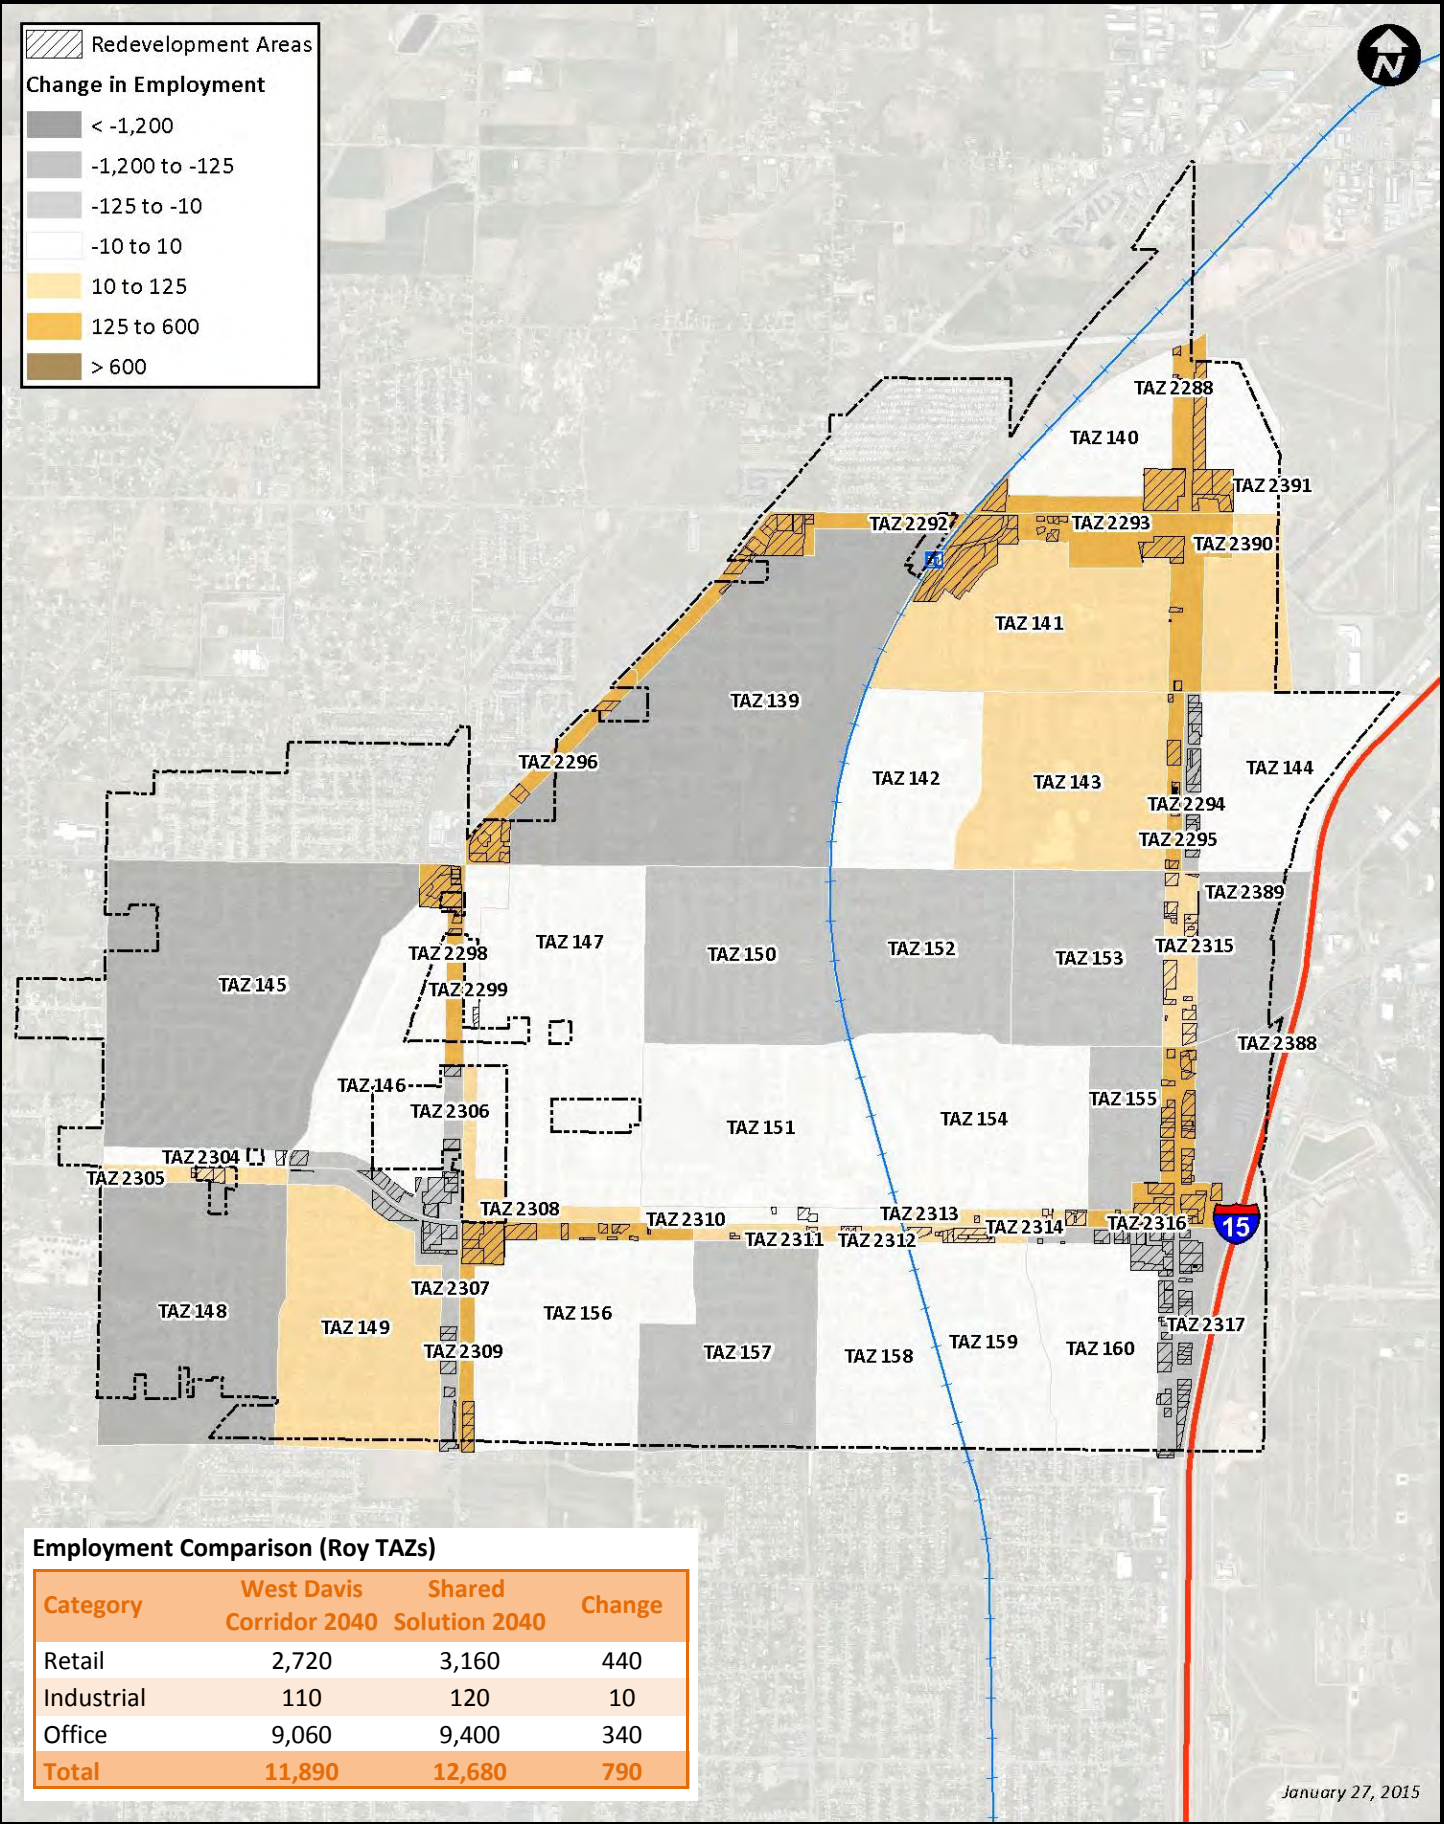 Redevelopment Areas
Change in Employment
< -1,200
-1,200 to -125
-125 to -10
-10 to 10
10 to 125
125 to 600
> 600
N
TAZ 2288
TAZ 140
TAZ 2391
TAZ 2292
TAZ 2293
TAZ 2390
TAZ 141
TAZ 139
TAZ 2296
TAZ 142
TAZ 143
TAZ 144
TAZ 2294
TAZ 2295
TAZ 2389
TAZ 147
TAZ 2315
TAZ 150
TAZ 152
TAZ 153
TAZ 2298
TAZ 145
TAZ 2299
TAZ 2388
TAZ 146
TAZ 2306
TAZ 155
TAZ 151
TAZ 154
TAZ 2304
TAZ 2305
TAZ 2308
TAZ 2310
TAZ 2313
TAZ 2314
TAZ 2316
15
TAZ 2311
TAZ 2312
TAZ 2307
TAZ 148
TAZ 149
TAZ 156
TAZ 2317
TAZ 2309
TAZ 157
TAZ 158
TAZ 159
TAZ 160
Employment Comparison (Roy TAZs)
Category West Davis Corridor 2040 Shared Solution 2040 Change
Retail 2,720 3,160 440
Industrial 110 120 10
Office 9,060 9,400 340
Total 11,890 12,680 790
January 27, 2015